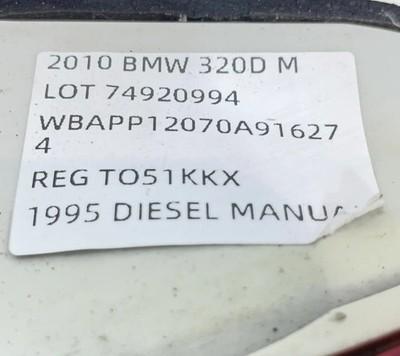 2010 BMW 320D M
LOT 74920994
WBAPP12070A91627
4
REG TO51KKX
1995 DIESEL MANUA